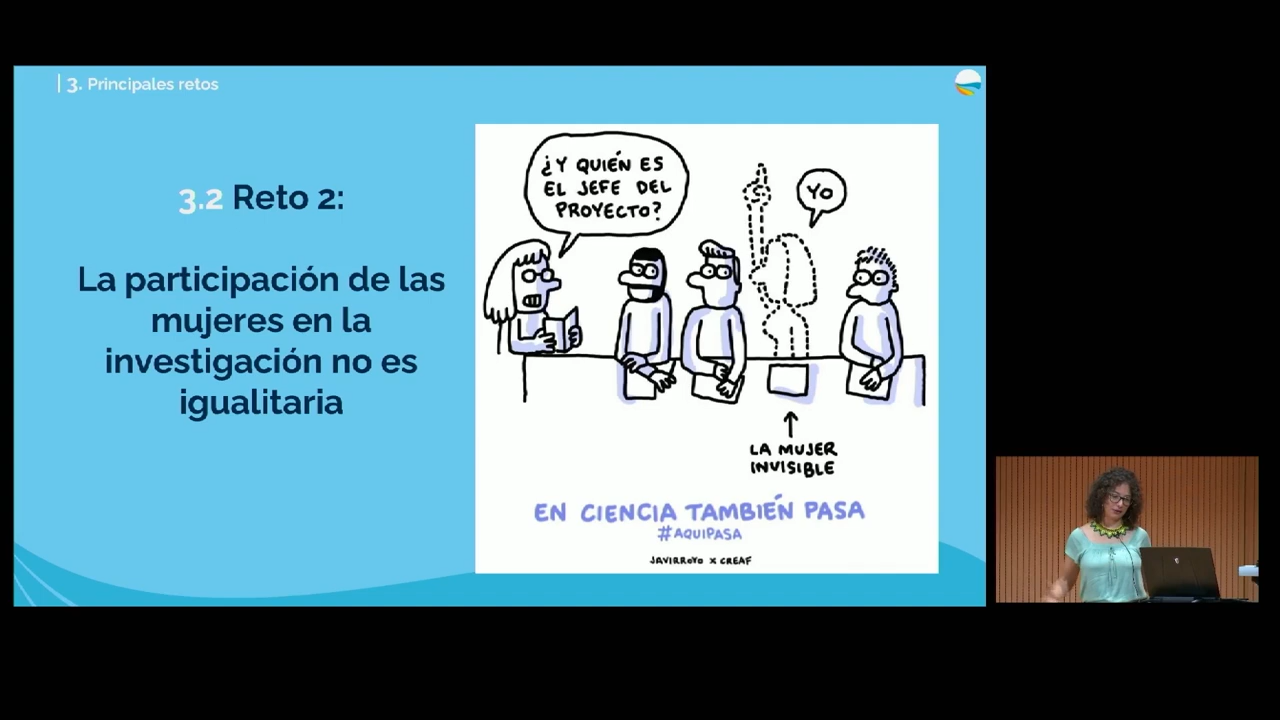 | 3. Principales retos
3.2 Reto 2:
La participación de las
mujeres en la
investigación no es
igualitaria
¿Y QUIÉN ES
EL JEFE DEL
PROYECTO?
YO
LA MUJER
INVISIBLE
EN CIENCIA TAMBIÉN PASA
#AQUIPASA
JAVIRROYO X CREAF